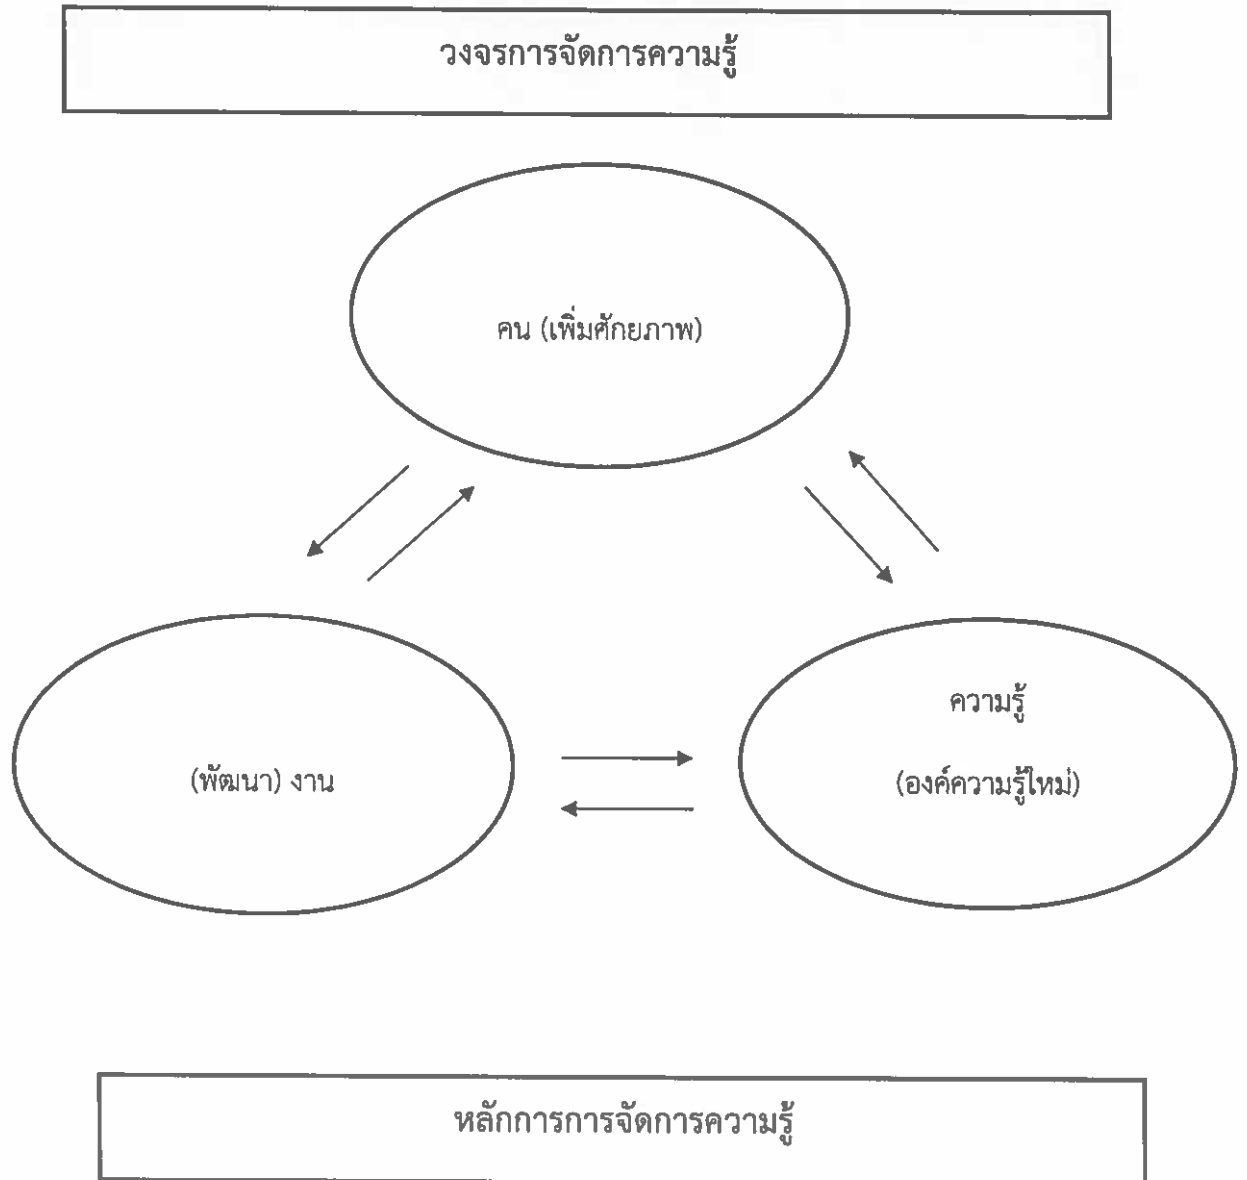 วงจรการจัดการความรู้
คน (เพิ่มศักยภาพ)
ความรู้
(พัฒนา) งาน
(องค์ความรู้ใหม่)
หลักการการจัดการความรู้